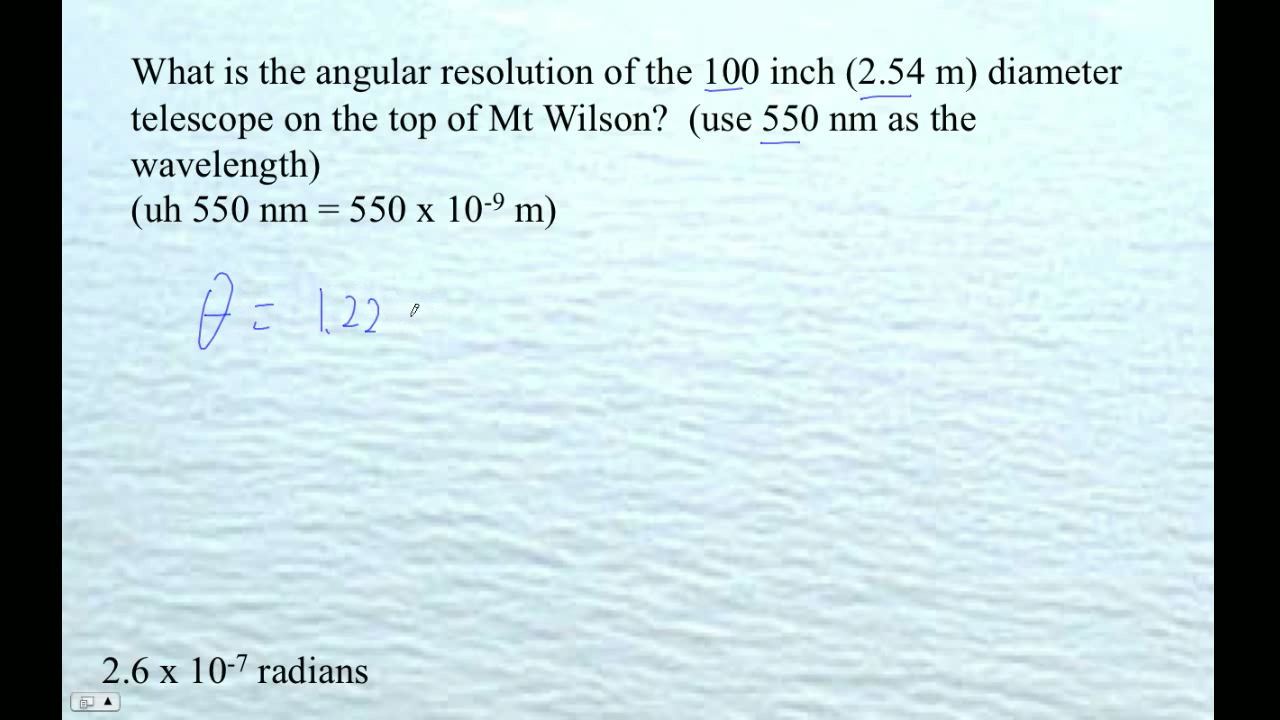 What is the angular resolution of the 100 inch (2.54 m) diameter
telescope on the top of Mt Wilson?  (use 550 nm as the
wavelength)
(uh 550 nm = 550 x 10⁻⁹ m)
θ = 1.22
2.6 x 10⁻⁷ radians